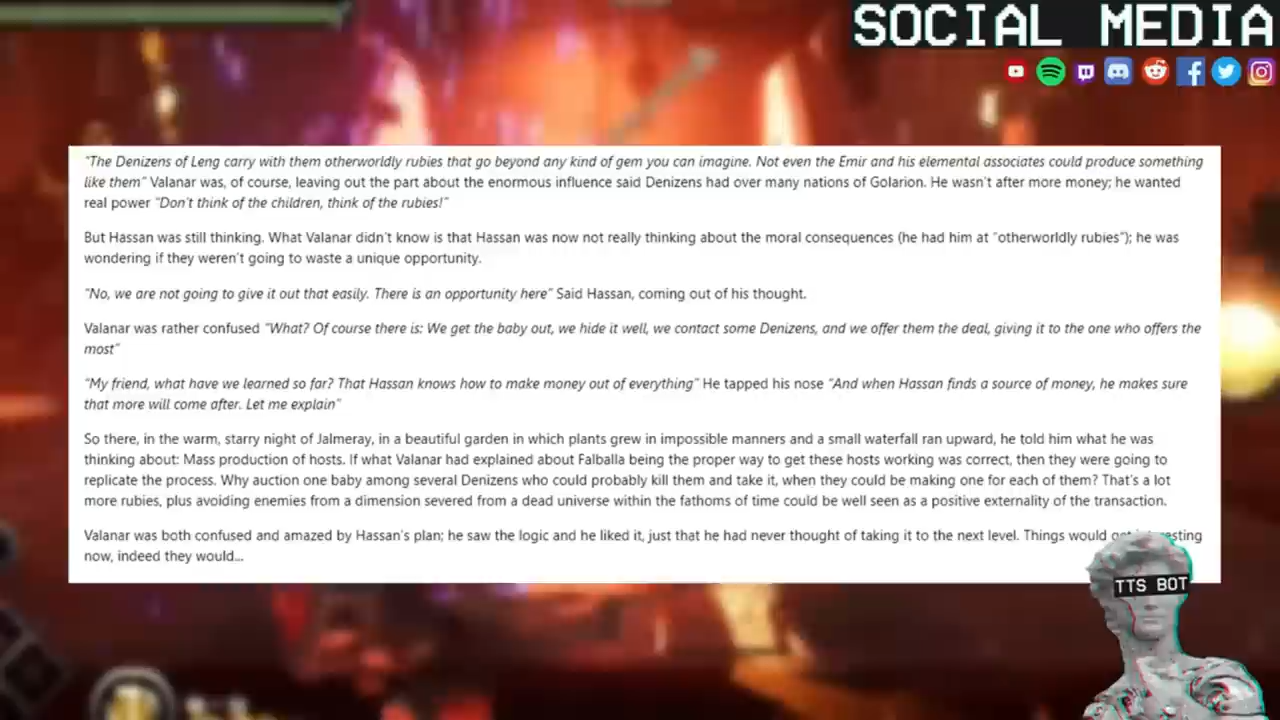 SOCIAL MEDIA
"The Denizens of Leng carry with them otherworldly rubies that go beyond any kind of gem you can imagine. Not even the Emir and his elemental associates could produce something
like them" Valanar was, of course, leaving out the part about the enormous influence said Denizens had over many nations of Golarion. He wasn't after more money; he wanted
real power "Don't think of the children, think of the rubies!"
But Hassan was still thinking. What Valanar didn't know is that Hassan was now not really thinking about the moral consequences (he had him at "otherworldly rubies"); he was
wondering if they weren't going to waste a unique opportunity.
"No, we are not going to give it out that easily. There is an opportunity here" Said Hassan, coming out of his thought.
Valanar was rather confused "What? Of course there is: We get the baby out, we hide it well, we contact some Denizens, and we offer them the deal, giving it to the one who offers the
most"
"My friend, what have we learned so far? That Hassan knows how to make money out of everything" He tapped his nose "And when Hassan finds a source of money, he makes sure
that more will come after. Let me explain"
So there, in the warm, starry night of Jalmeray, in a beautiful garden in which plants grew in impossible manners and a small waterfall ran upward, he told him what he was
thinking about: Mass production of hosts. If what Valanar had explained about Falballa being the proper way to get these hosts working was correct, then they were going to
replicate the process. Why auction one baby among several Denizens who could probably kill them and take it, when they could be making one for each of them? That's a lot
more rubies, plus avoiding enemies from a dimension severed from a dead universe within the fathoms of time could be well seen as a positive externality of the transaction.
Valanar was both confused and amazed by Hassan's plan; he saw the logic and he liked it, just that he had never thought of taking it to the next level. Things would
now, indeed they would...
TTS BOT